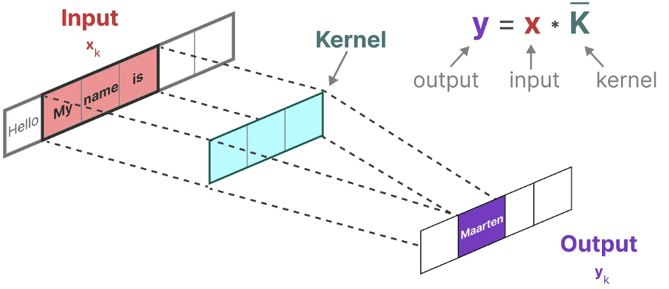 Input
xₖ
Hello
My name is
Kernel
y = x * K̅
output input kernel
Maarten
Output
yₖ